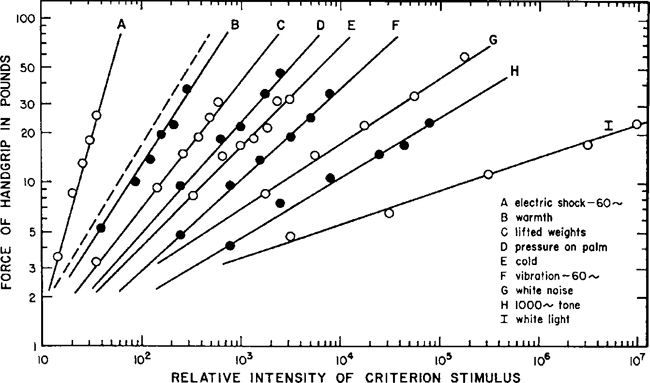 A B C D E F
G
H
I
100
50
30
20
10
5
3
2
1
FORCE OF HANDGRIP IN POUNDS
A electric shock-60~
B warmth
C lifted weights
D pressure on palm
E cold
F vibration-60~
G white noise
H 1000~ tone
I white light
10 10² 10³ 10⁴ 10⁵ 10⁶ 10⁷
RELATIVE INTENSITY OF CRITERION STIMULUS